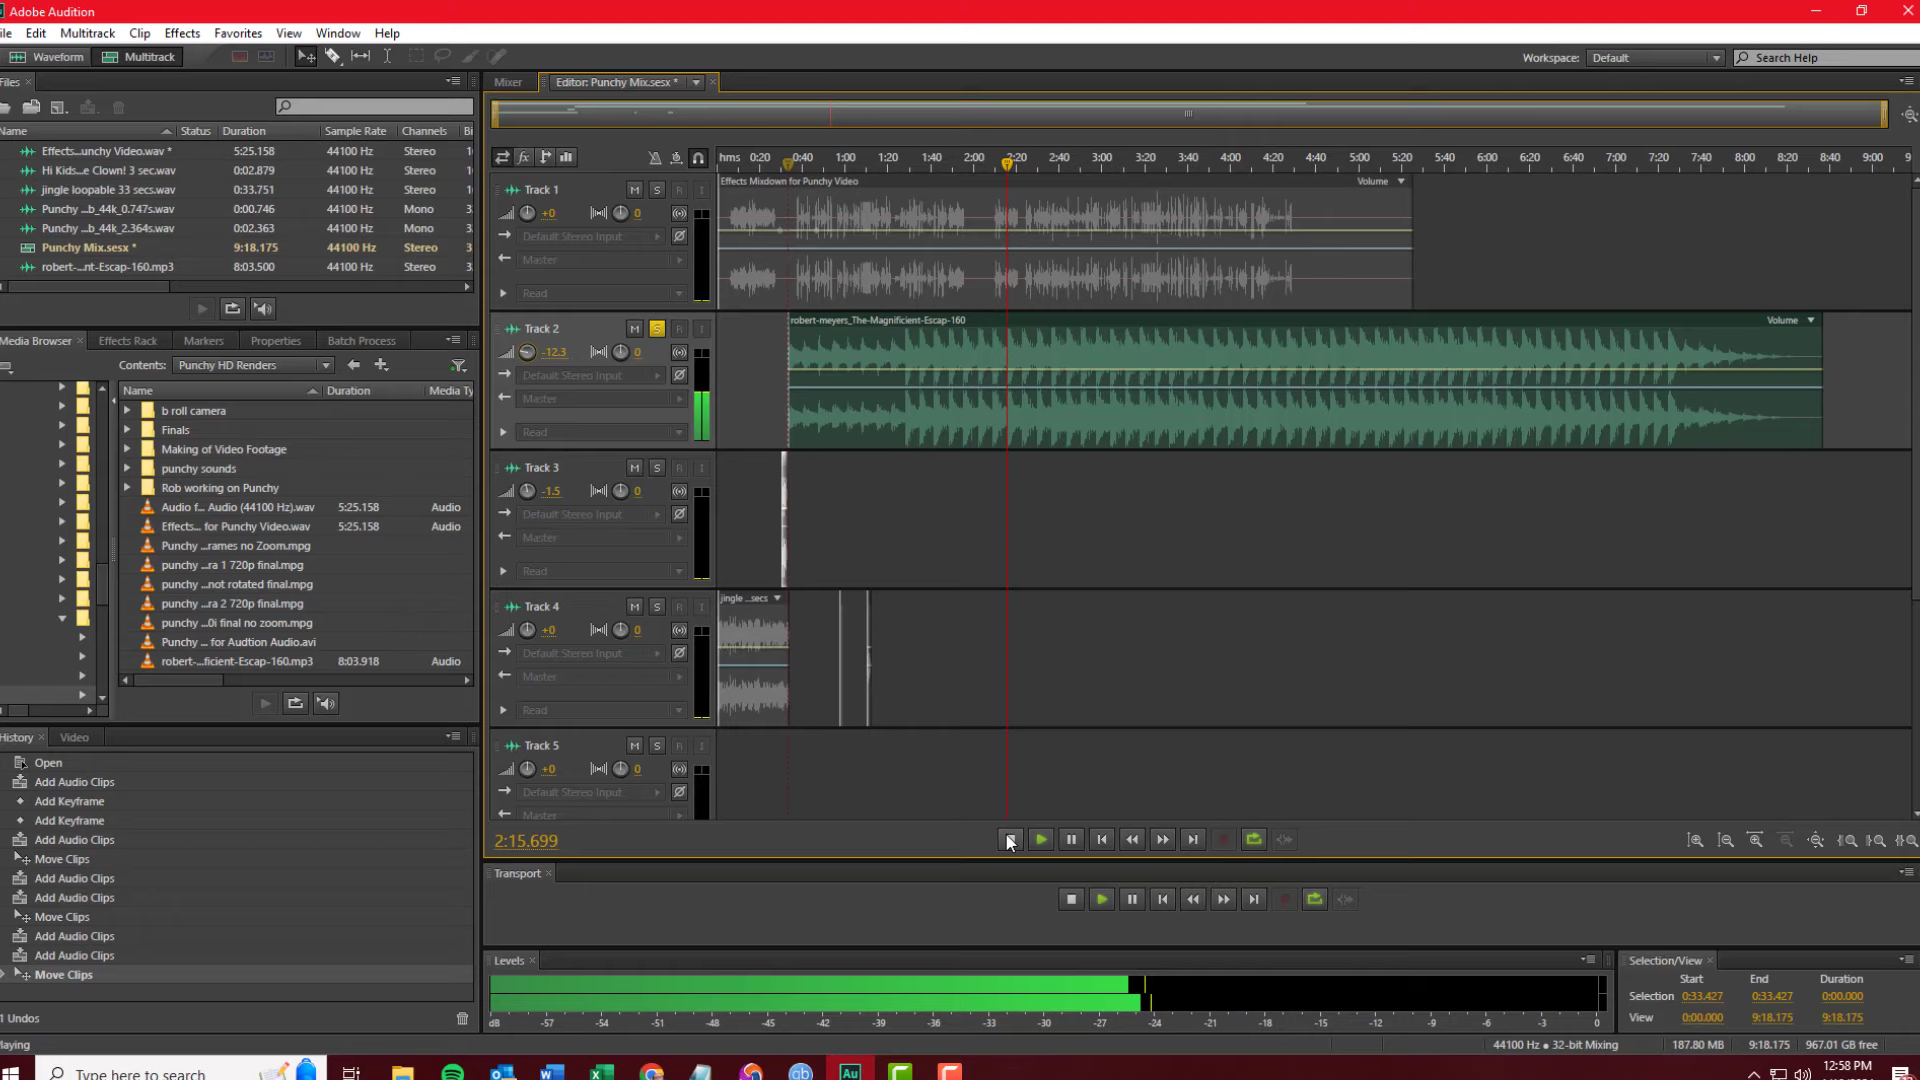 Adobe Audition
ile Edit Multitrack Clip Effects Favorites View Window Help
Waveform Multitrack Workspace: Default Search Help
Files
Name Status Duration Sample Rate Channels Bi
Effects...unchy Video.wav * 5:25.158 44100 Hz Stereo 1
Hi Kids...e Clown! 3 sec.wav 0:02.879 44100 Hz Stereo 1
jingle loopable 33 secs.wav 0:33.751 44100 Hz Stereo 1
Punchy ...b_44k_0.747s.wav 0:00.746 44100 Hz Mono 3
Punchy ...b_44k_2.364s.wav 0:02.363 44100 Hz Mono 3
Punchy Mix.sesx * 9:18.175 44100 Hz Stereo 3
robert-...nt-Escap-160.mp3 8:03.500 44100 Hz Stereo
Media Browser Effects Rack Markers Properties Batch Process
Contents: Punchy HD Renders
Name Duration Media Ty
b roll camera
Finals
Making of Video Footage
punchy sounds
Rob working on Punchy
Audio f... Audio (44100 Hz).wav 5:25.158 Audio
Effects... for Punchy Video.wav 5:25.158 Audio
Punchy ...rames no Zoom.mpg
punchy ...ra 1 720p final.mpg
punchy ...not rotated final.mpg
punchy ...ra 2 720p final.mpg
punchy ...0i final no zoom.mpg
Punchy ... for Audtion Audio.avi
robert-...ficient-Escap-160.mp3 8:03.918 Audio
History Video
Open
Add Audio Clips
Add Keyframe
Add Keyframe
Add Audio Clips
Move Clips
Add Audio Clips
Add Audio Clips
Move Clips
Add Audio Clips
Add Audio Clips
Move Clips
1 Undos
laying
Mixer Editor: Punchy Mix.sesx *
fx
hms 0:20 0:40 1:00 1:20 1:40 2:00 2:20 2:40 3:00 3:20 3:40 4:00 4:20 4:40 5:00 5:20 5:40 6:00 6:20 6:40 7:00 7:20 7:40 8:00 8:20 8:40 9:00 9
Track 1 M S R I
Effects Mixdown for Punchy Video Volume
+0 0
Default Stereo Input
Master
Read
Track 2 M S R I
robert-meyers_The-Magnificient-Escap-160 Volume
-12.3 0
Default Stereo Input
Master
Read
Track 3 M S R I
-1.5 0
Default Stereo Input
Master
Read
Track 4 M S R I
jingle ...secs
+0 0
Default Stereo Input
Master
Read
Track 5 M S R I
+0 0
Default Stereo Input
Master
2:15.699
Transport
Levels
dB -57 -54 -51 -48 -45 -42 -39 -36 -33 -30 -27 -24 -21 -18 -15 -12 -9 -6 -3 0
Selection/View
Start End Duration
Selection 0:33.427 0:33.427 0:00.000
View 0:00.000 9:18.175 9:18.175
44100 Hz • 32-bit Mixing 187.80 MB 9:18.175 967.01 GB free
Type here to search
Au
12:58 PM